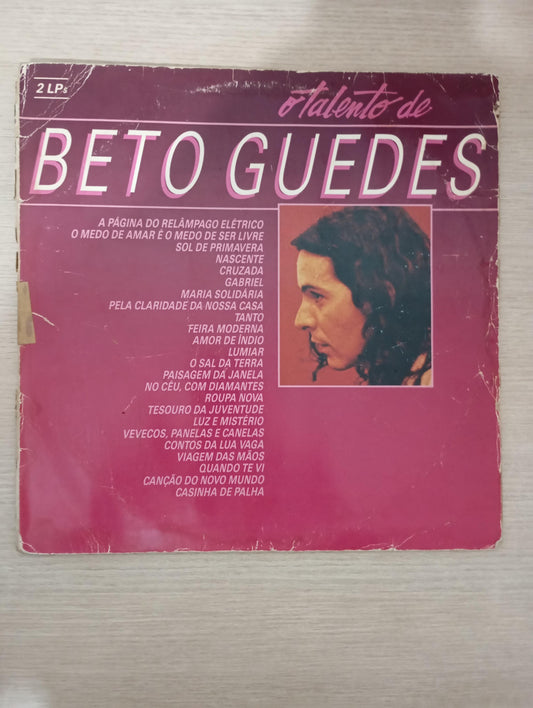 2 LPs
o talento de
BETO GUEDES
A PÁGINA DO RELÂMPAGO ELÉTRICO
O MEDO DE AMAR É O MEDO DE SER LIVRE
SOL DE PRIMAVERA
NASCENTE
CRUZADA
GABRIEL
MARIA SOLIDÁRIA
PELA CLARIDADE DA NOSSA CASA
TANTO
FEIRA MODERNA
AMOR DE ÍNDIO
LUMIAR
O SAL DA TERRA
PAISAGEM DA JANELA
NO CÉU, COM DIAMANTES
ROUPA NOVA
TESOURO DA JUVENTUDE
LUZ E MISTÉRIO
VEVECOS, PANELAS E CANELAS
CONTOS DA LUA VAGA
VIAGEM DAS MÃOS
QUANDO TE VI
CANÇÃO DO NOVO MUNDO
CASINHA DE PALHA